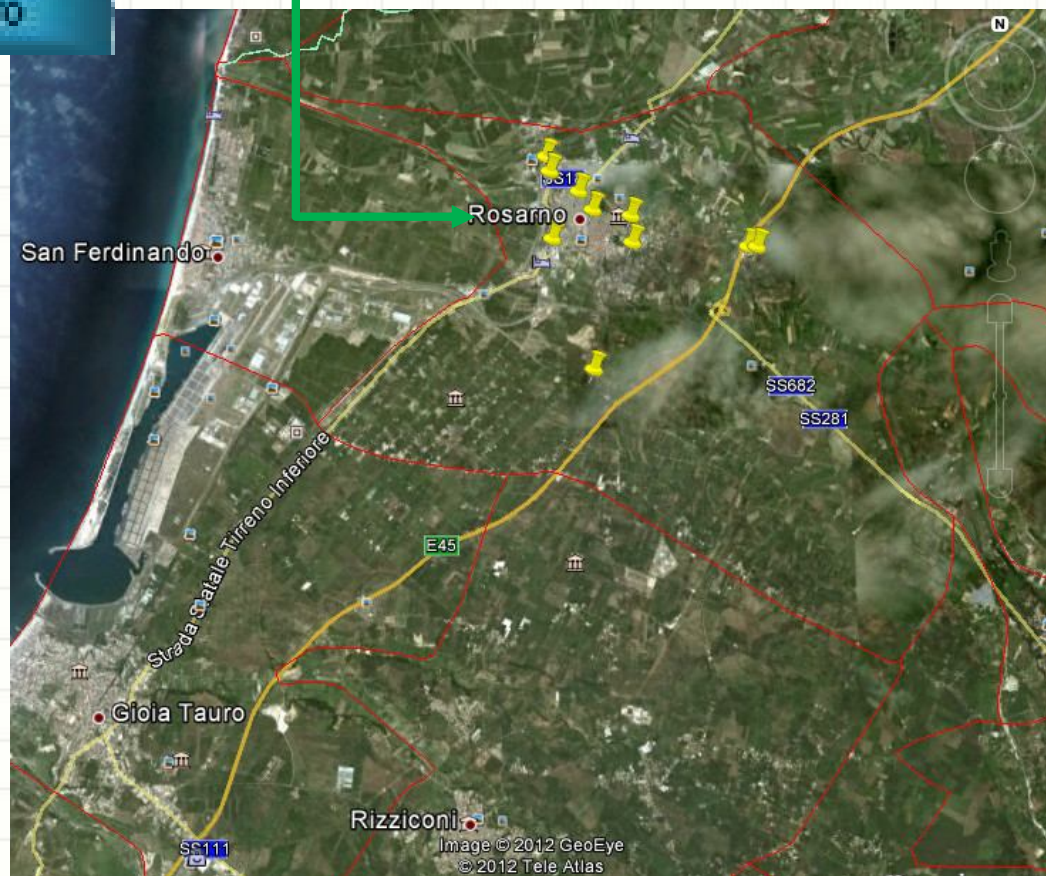 N
Rosarno
San Ferdinando
SS682
SS281
Strada Statale Tirreno Inferiore
E45
Gioia Tauro
Rizziconi
SS111
Image © 2012 GeoEye
© 2012 Tele Atlas